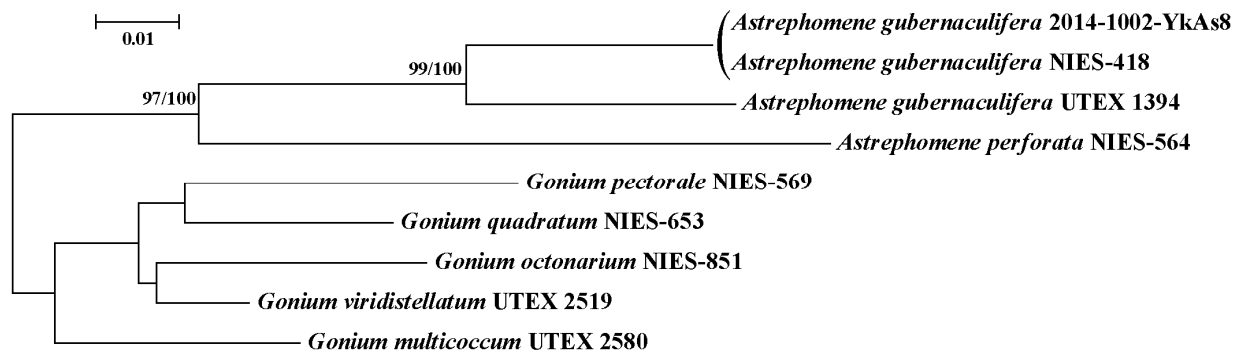 Astrephomene gubernaculifera 2014-1002-YkAs8
0.01
Astrephomene gubernaculifera NIES-418
99/100
97/100
Astrephomene gubernaculifera UTEX 1394
Astrephomene perforata NIES-564
Gonium pectorale NIES-569
Gonium quadratum NIES-653
Gonium octonarium NIES-851
Gonium viridistellatum UTEX 2519
Gonium multicoccum UTEX 2580